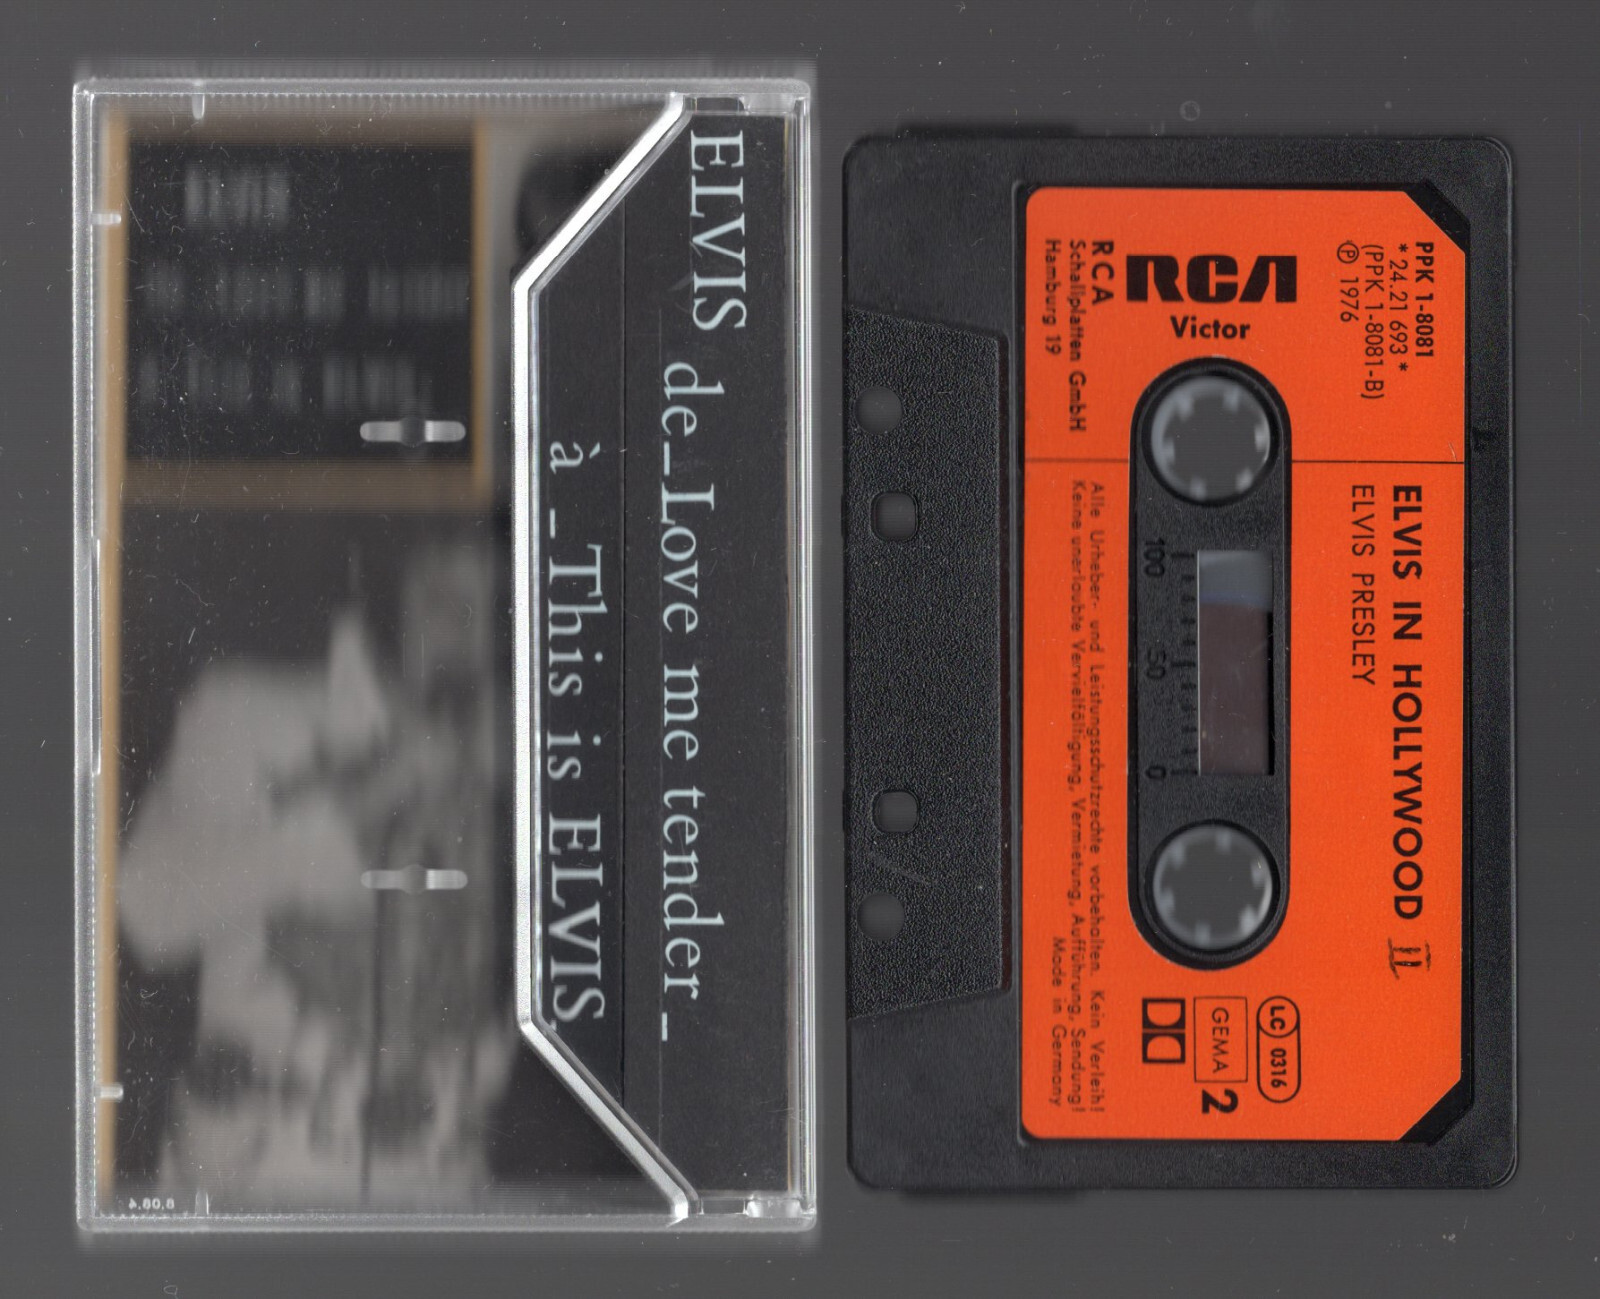 ELVIS de_Love me tender_
à _ This is ELVIS
PPK 1-8081
* 24.21 693 *
(PPK 1-8081-B)
℗ 1976
RCA
Victor
RCA
Schallplatten GmbH
Hamburg 19
ELVIS IN HOLLYWOOD II
ELVIS PRESLEY
100 50 0
LC 0316
GEMA
2
Alle Urheber- und Leistungsschutzrechte vorbehalten. Kein Verleih!
Keine unerlaubte Vervielfältigung, Vermietung, Aufführung, Sendung!
Made in Germany